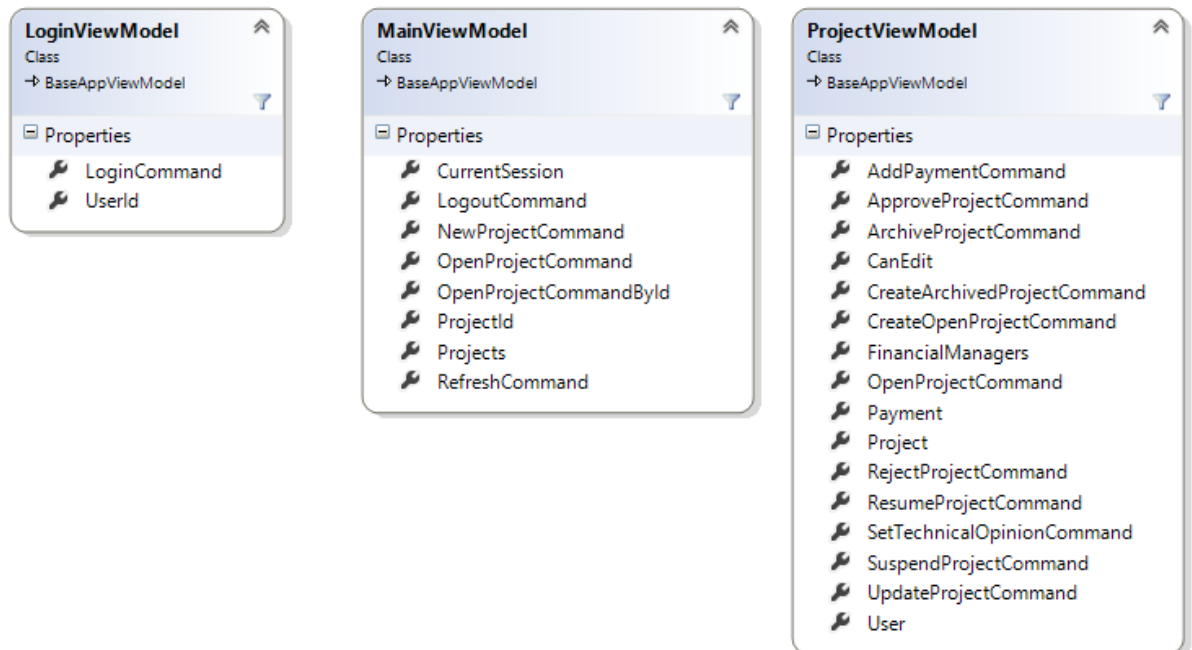 LoginViewModel
Class
BaseAppViewModel
Properties
LoginCommand
UserId
MainViewModel
Class
BaseAppViewModel
Properties
CurrentSession
LogoutCommand
NewProjectCommand
OpenProjectCommand
OpenProjectCommandById
ProjectId
Projects
RefreshCommand
ProjectViewModel
Class
BaseAppViewModel
Properties
AddPaymentCommand
ApproveProjectCommand
ArchiveProjectCommand
CanEdit
CreateArchivedProjectCommand
CreateOpenProjectCommand
FinancialManagers
OpenProjectCommand
Payment
Project
RejectProjectCommand
ResumeProjectCommand
SetTechnicalOpinionCommand
SuspendProjectCommand
UpdateProjectCommand
User